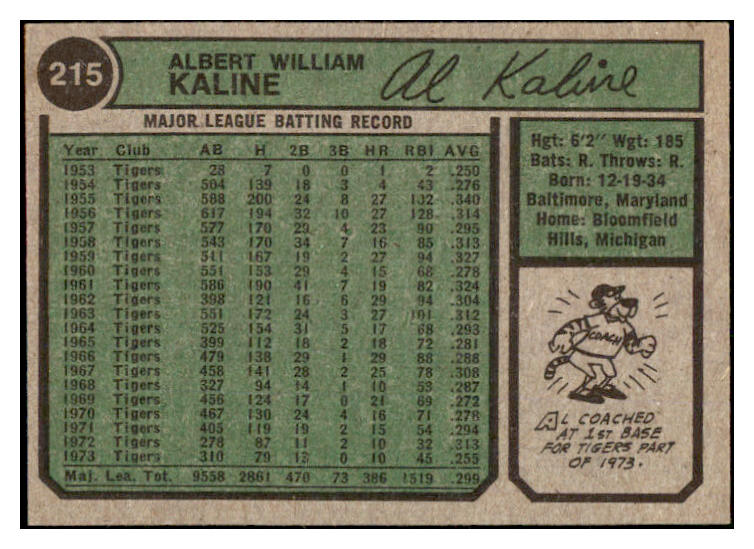 215
ALBERT WILLIAM
KALINE
Al Kaline
MAJOR LEAGUE BATTING RECORD
Year Club AB H 2B 3B HR RBI AVG
1953 Tigers 28 7 0 0 1 2 .250
1954 Tigers 504 139 18 3 4 43 .276
1955 Tigers 588 200 24 8 27 132 .340
1956 Tigers 617 194 32 10 27 128 .314
1957 Tigers 577 170 29 4 23 90 .295
1958 Tigers 543 170 34 7 16 85 .313
1959 Tigers 511 167 19 2 27 94 .327
1960 Tigers 551 153 29 4 15 68 .278
1961 Tigers 586 190 41 7 19 82 .324
1962 Tigers 398 121 16 6 29 94 .304
1963 Tigers 551 172 24 3 27 101 .312
1964 Tigers 525 154 31 5 17 68 .293
1965 Tigers 399 112 18 2 18 72 .281
1966 Tigers 479 138 29 1 29 88 .288
1967 Tigers 458 141 28 2 25 78 .308
1968 Tigers 327 94 14 1 10 53 .287
1969 Tigers 456 124 17 0 21 69 .272
1970 Tigers 467 130 24 4 16 71 .278
1971 Tigers 405 119 19 2 15 54 .294
1972 Tigers 278 87 11 2 10 32 .313
1973 Tigers 310 79 13 0 10 45 .255
Maj. Lea. Tot. 9558 2861 470 73 386 1519 .299
Hgt: 6'2" Wgt: 185
Bats: R. Throws: R.
Born: 12-19-34
Baltimore, Maryland
Home: Bloomfield
Hills, Michigan
COACH
AL COACHED
AT 1ST BASE
FOR TIGERS PART
OF 1973.